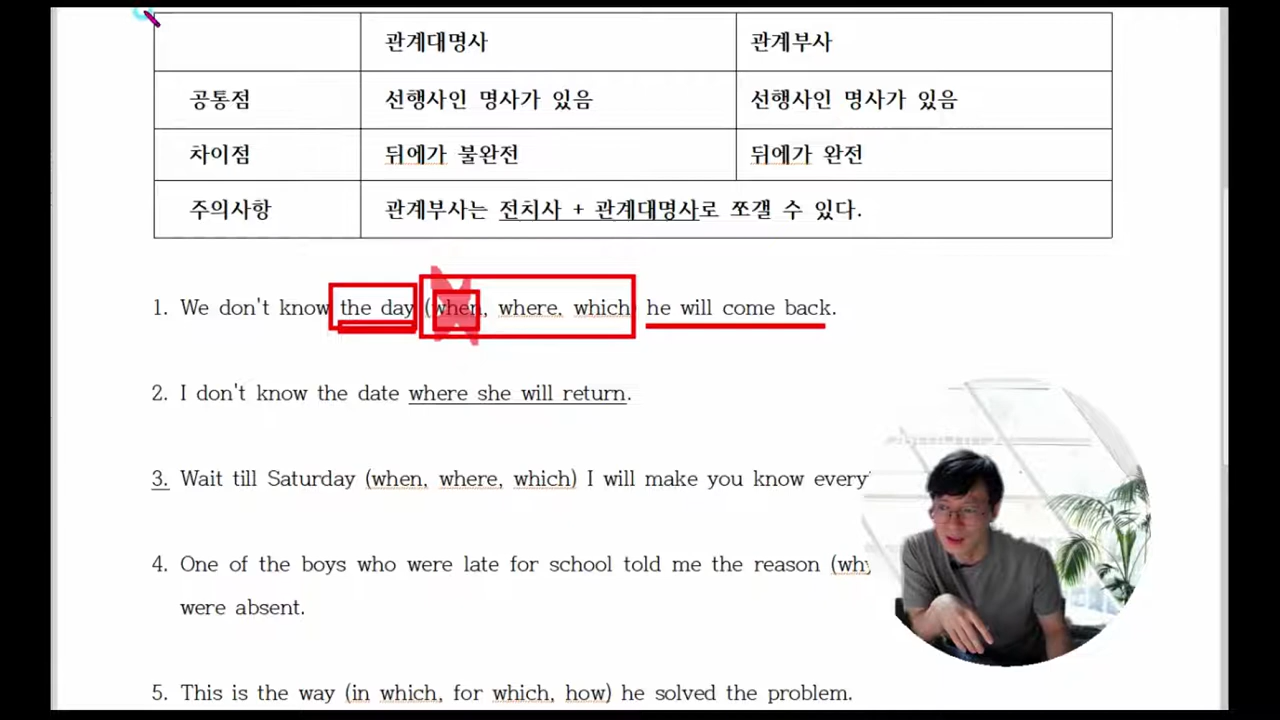 관계대명사 관계부사
공통점 선행사인 명사가 있음 선행사인 명사가 있음
차이점 뒤에가 불완전 뒤에가 완전
주의사항 관계부사는 전치사 + 관계대명사로 쪼갤 수 있다.
1. We don't know the day (when, where, which) he will come back.
2. I don't know the date where she will return.
3. Wait till Saturday (when, where, which) I will make you know every
4. One of the boys who were late for school told me the reason (why
were absent.
5. This is the way (in which, for which, how) he solved the problem.